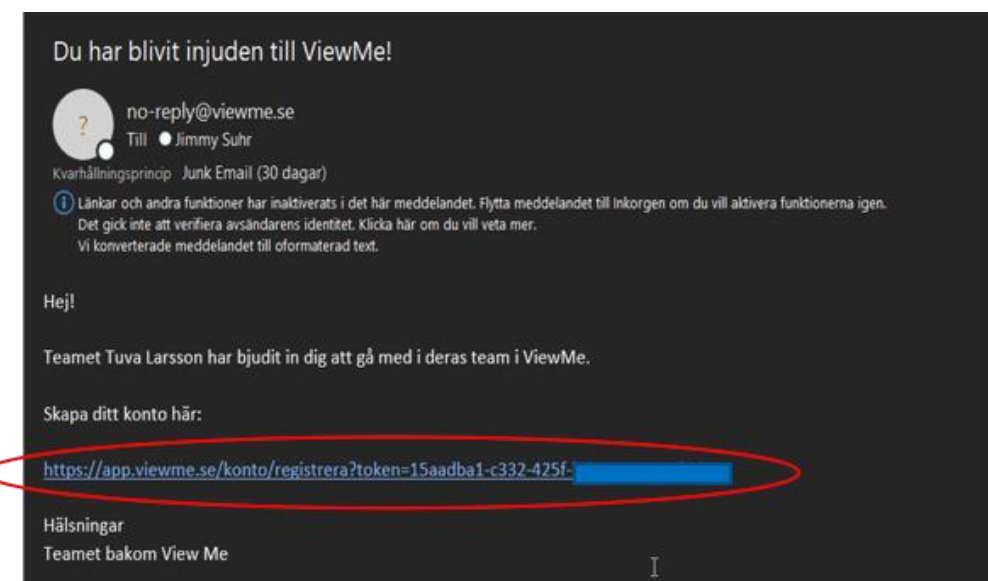 Du har blivit injuden till ViewMe!
?
no-reply@viewme.se
Till Jimmy Suhr
Kvarhållningsprincip Junk Email (30 dagar)
Länkar och andra funktioner har inaktiverats i det här meddelandet. Flytta meddelandet till Inkorgen om du vill aktivera funktionerna igen.
Det gick inte att verifiera avsändarens identitet. Klicka här om du vill veta mer.
Vi konverterade meddelandet till oformaterad text.
Hej!
Teamet Tuva Larsson har bjudit in dig att gå med i deras team i ViewMe.
Skapa ditt konto här:
https://app.viewme.se/konto/registrera?token=15aadba1-c332-425f-
Hälsningar
Teamet bakom View Me